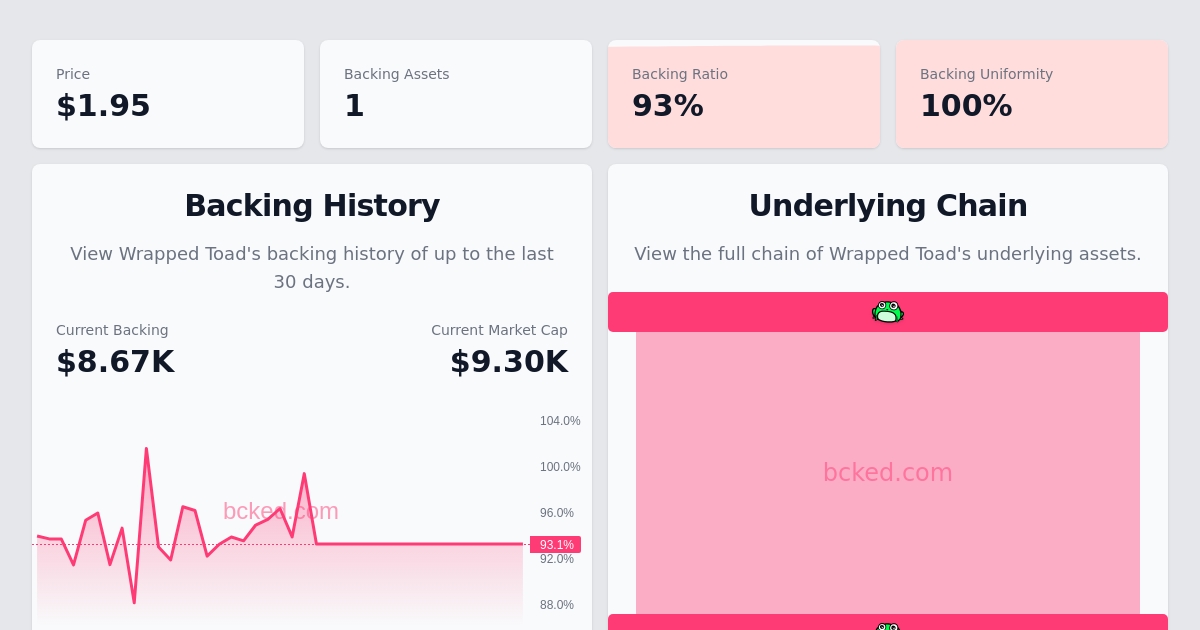 Price
$1.95
Backing Assets
1
Backing Ratio
93%
Backing Uniformity
100%
Backing History
View Wrapped Toad's backing history of up to the last
30 days.
Current Backing
$8.67K
Current Market Cap
$9.30K
104.0%
100.0%
96.0%
93.1%
92.0%
88.0%
bcked.com
Underlying Chain
View the full chain of Wrapped Toad's underlying assets.
bcked.com